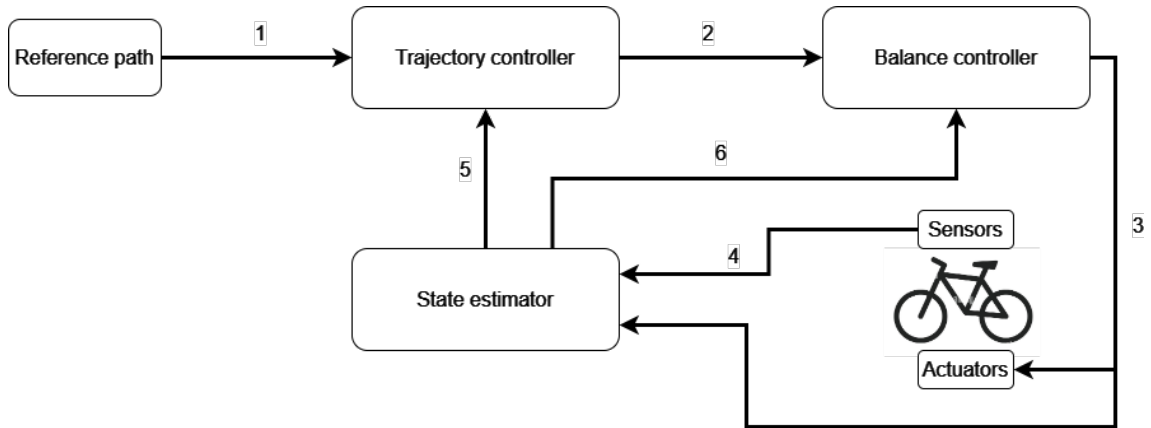 1
2
Reference path
Trajectory controller
Balance controller
5
6
3
Sensors
4
State estimator
Actuators